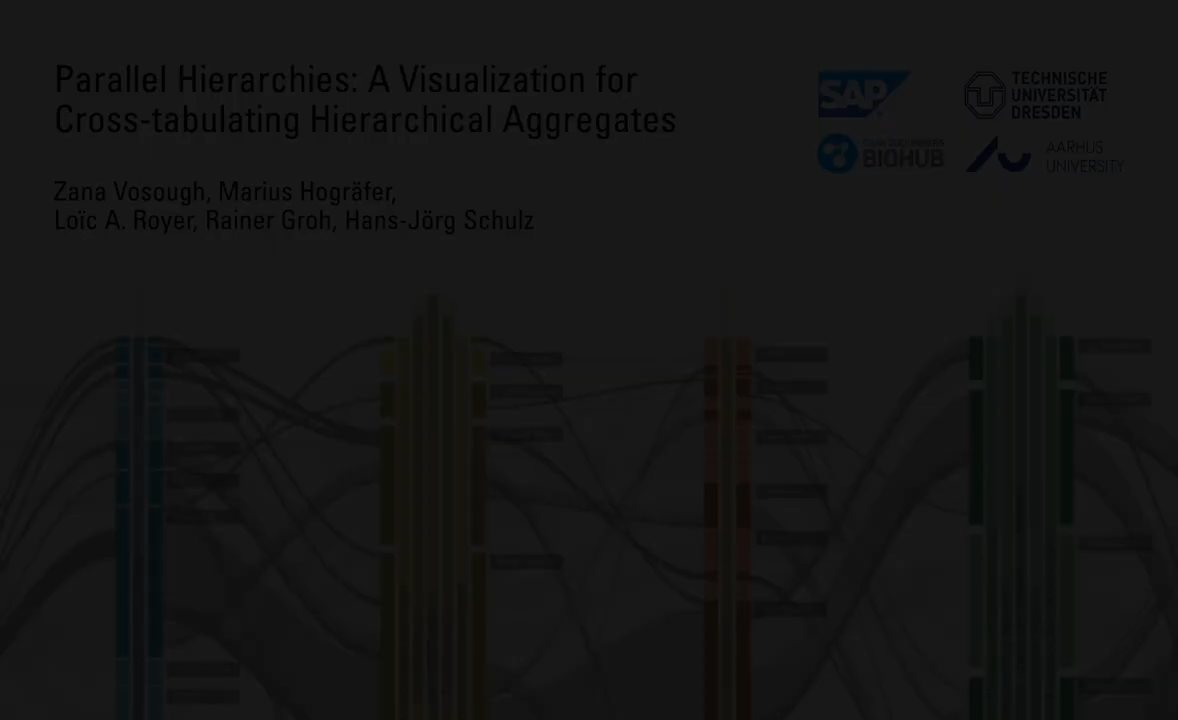 Parallel Hierarchies: A Visualization for
Cross-tabulating Hierarchical Aggregates
Zana Vosough, Marius Hogräfer,
Loïc A. Royer, Rainer Groh, Hans-Jörg Schulz
SAP
TECHNISCHE
UNIVERSITÄT
DRESDEN
BIOHUB
AARHUS
UNIVERSITY